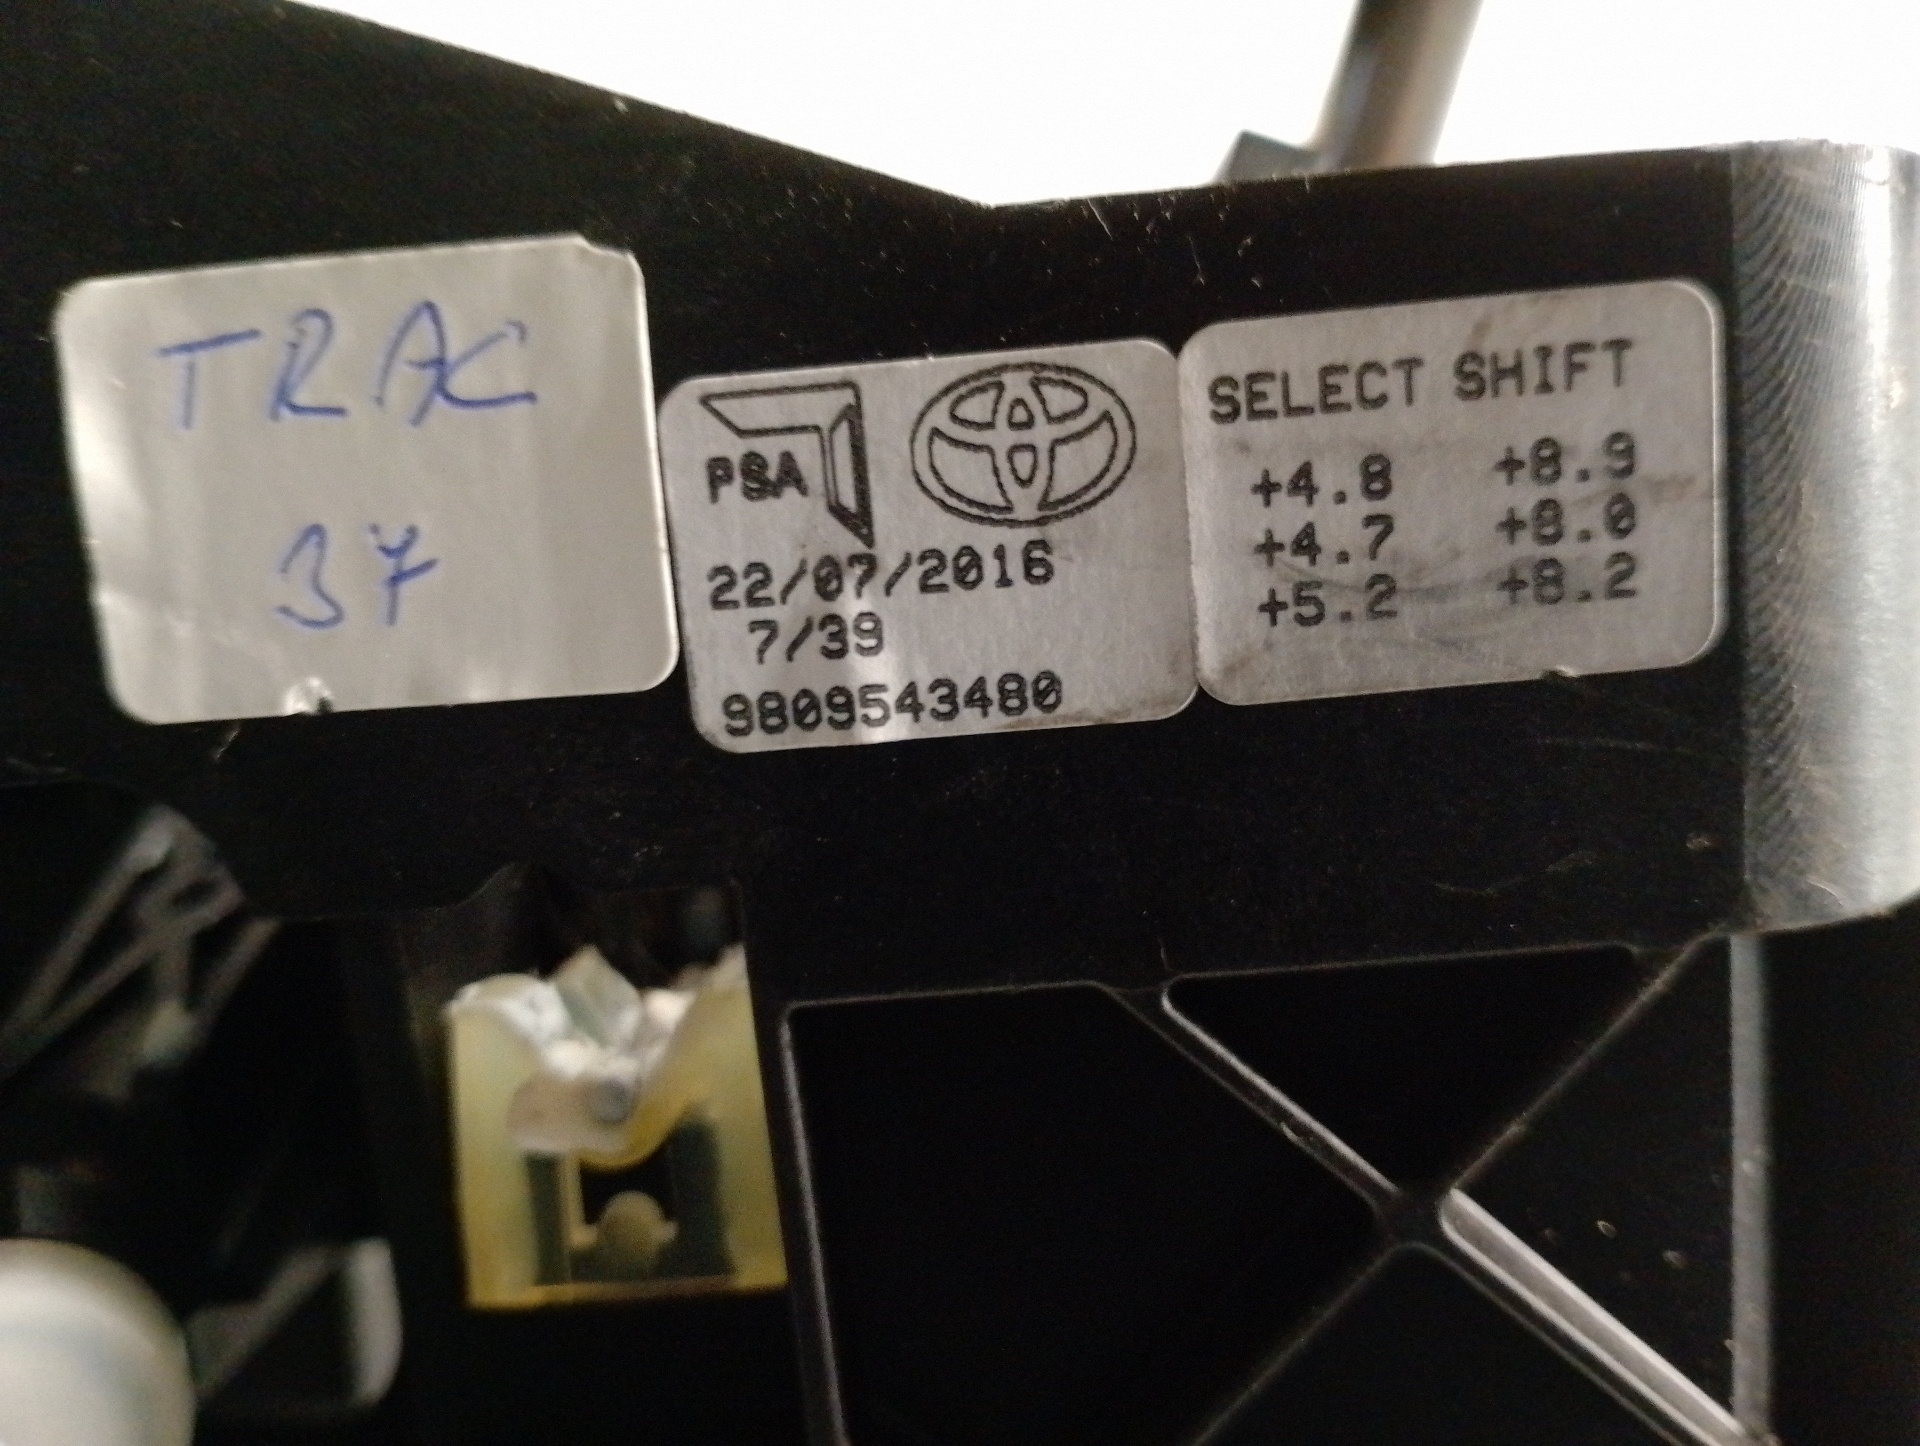 TRAC
37
PSA
22/07/2016
7/39
9809543480
SELECT SHIFT
+4.8 +8.9
+4.7 +8.0
+5.2 +8.2